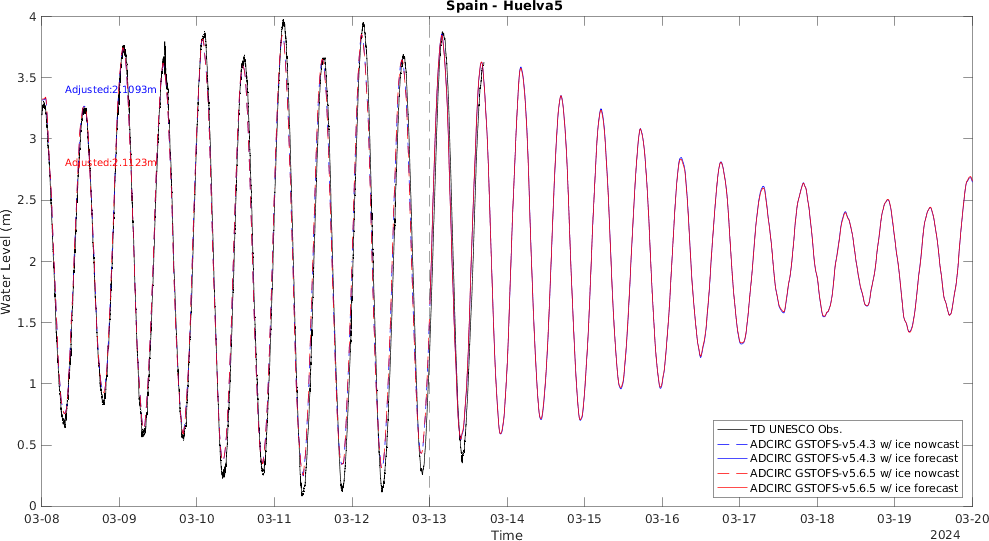 Spain - Huelva5
4
3.5
3
2.5
2
1.5
1
0.5
0
Water Level (m)
Adjusted:2.1093m
Adjusted:2.1123m
TD UNESCO Obs.
ADCIRC GSTOFS-v5.4.3 w/ ice nowcast
ADCIRC GSTOFS-v5.4.3 w/ ice forecast
ADCIRC GSTOFS-v5.6.5 w/ ice nowcast
ADCIRC GSTOFS-v5.6.5 w/ ice forecast
03-08 03-09 03-10 03-11 03-12 03-13 03-14 03-15 03-16 03-17 03-18 03-19 03-20
Time
2024